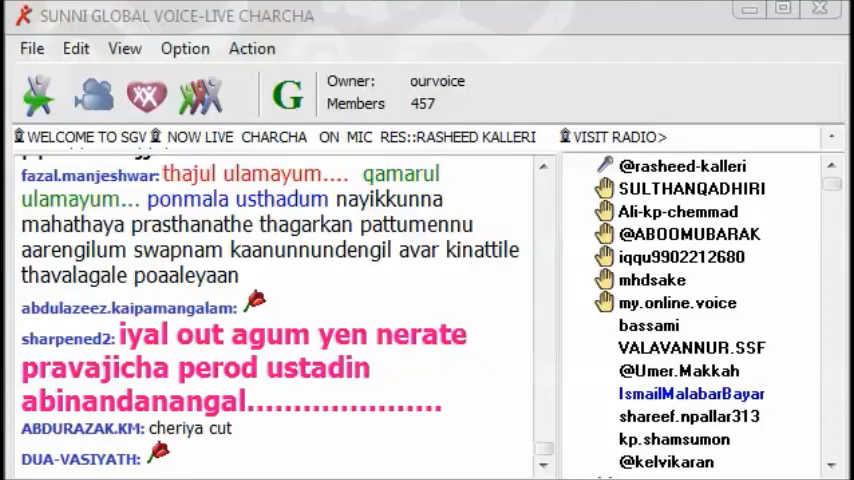 SUNNI GLOBAL VOICE-LIVE CHARCHA
File Edit View Option Action
G
Owner: ourvoice
Members 457
WELCOME TO SGV NOW LIVE CHARCHA ON MIC RES::RASHEED KALLERI VISIT RADIO>
fazal.manjeshwar: thajul ulamayum.... qamarul
ulamayum... ponmala usthadum nayikkunna
mahathaya prasthanathe thagarkan pattumennu
aarengilum swapnam kaanunnundengil avar kinattile
thavalagale poaaleyaan
abdulazeez.kaipamangalam:
sharpened2: iyal out agum yen nerate
pravajicha perod ustadin
abinandanangal.....................
ABDURAZAK.KM: cheriya cut
DUA-VASIYATH:
@rasheed-kalleri
SULTHANQADHIRI
Ali-kp-chemmad
@ABOOMUBARAK
iqqu9902212680
mhdsake
my.online.voice
bassami
VALAVANNUR.SSF
@Umer.Makkah
IsmailMalabarBayar
shareef.npallar313
kp.shamsumon
@kelvikaran